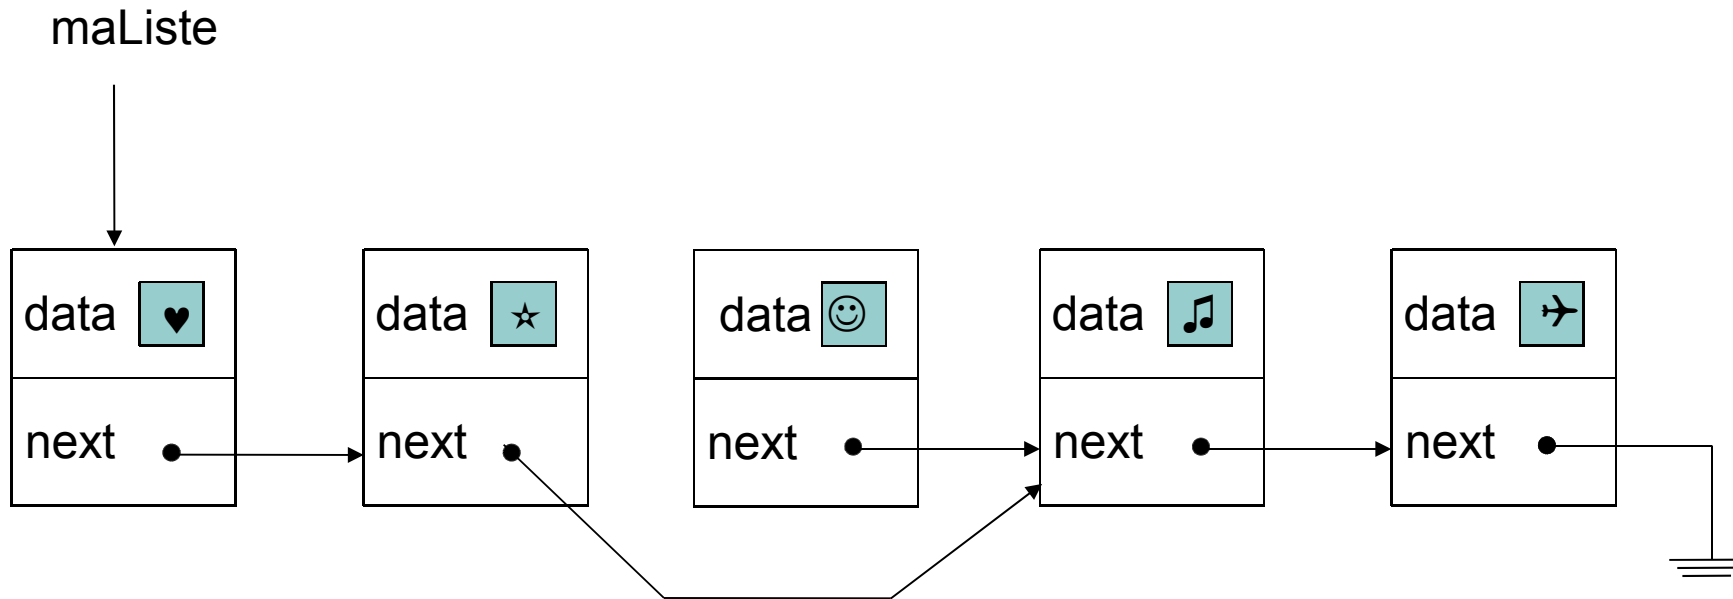 maListe
data ♥
data ☆
data ☺
data ♫
data ✈
next
next
next
next
next